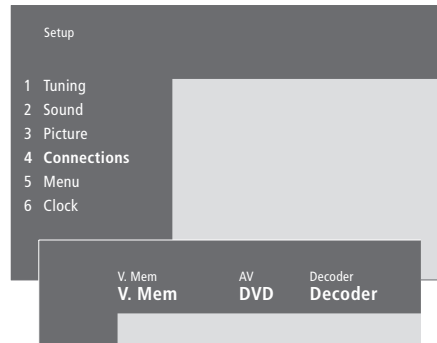 Setup
1 Tuning
2 Sound
3 Picture
4 Connections
5 Menu
6 Clock
V. Mem AV Decoder
V. Mem DVD Decoder